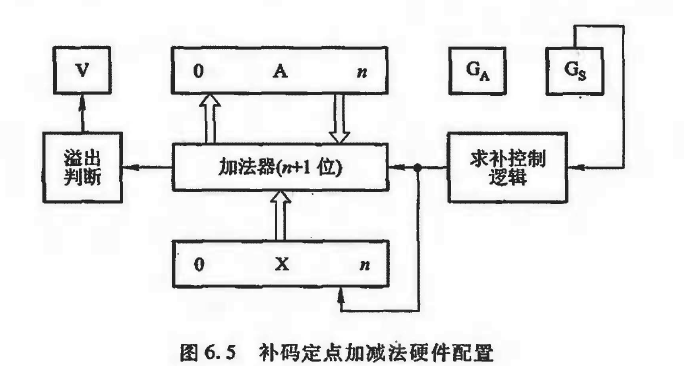 V
0 A n
G_A
G_S
溢出
判断
加法器(n+1 位)
求补控制
逻辑
0 X n
图 6.5 补码定点加减法硬件配置